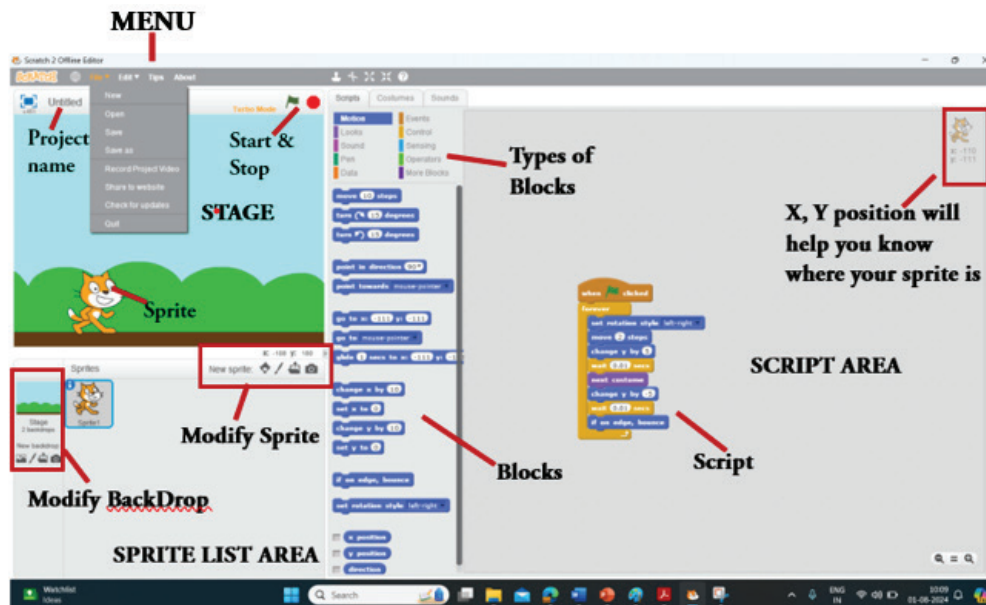 MENU
Scratch 2 Offline Editor
SCRATCH File Edit Tips About
Untitled
Turbo Mode
New
Open
Save
Save as
Record Project Video
Share to website
Check for updates
Quit
Project
name
Start &
Stop
STAGE
Sprite
Scripts Costumes Sounds
Motion Events
Looks Control
Sound Sensing
Pen Operators
Data More Blocks
Types of
Blocks
move 10 steps
turn 15 degrees
turn 15 degrees
point in direction 90
point towards mouse-pointer
go to x: -111 y: -111
go to mouse-pointer
glide 1 secs to x: -111 y:
change x by 10
set x to 0
change y by 10
set y to 0
if on edge, bounce
set rotation style left-right
x position
y position
direction
Blocks
x: -110
y: -111
X, Y position will
help you know
where your sprite is
when clicked
forever
set rotation style left-right
move 2 steps
change y by 5
wait 0.01 secs
next costume
change y by -5
wait 0.01 secs
if on edge, bounce
SCRIPT AREA
Script
Sprites
New sprite:
Stage
2 backdrops
New backdrop
Sprite1
Modify Sprite
Modify BackDrop
SPRITE LIST AREA
Watchlist
Ideas
Search
ENG
IN
10:09
01-08-2024